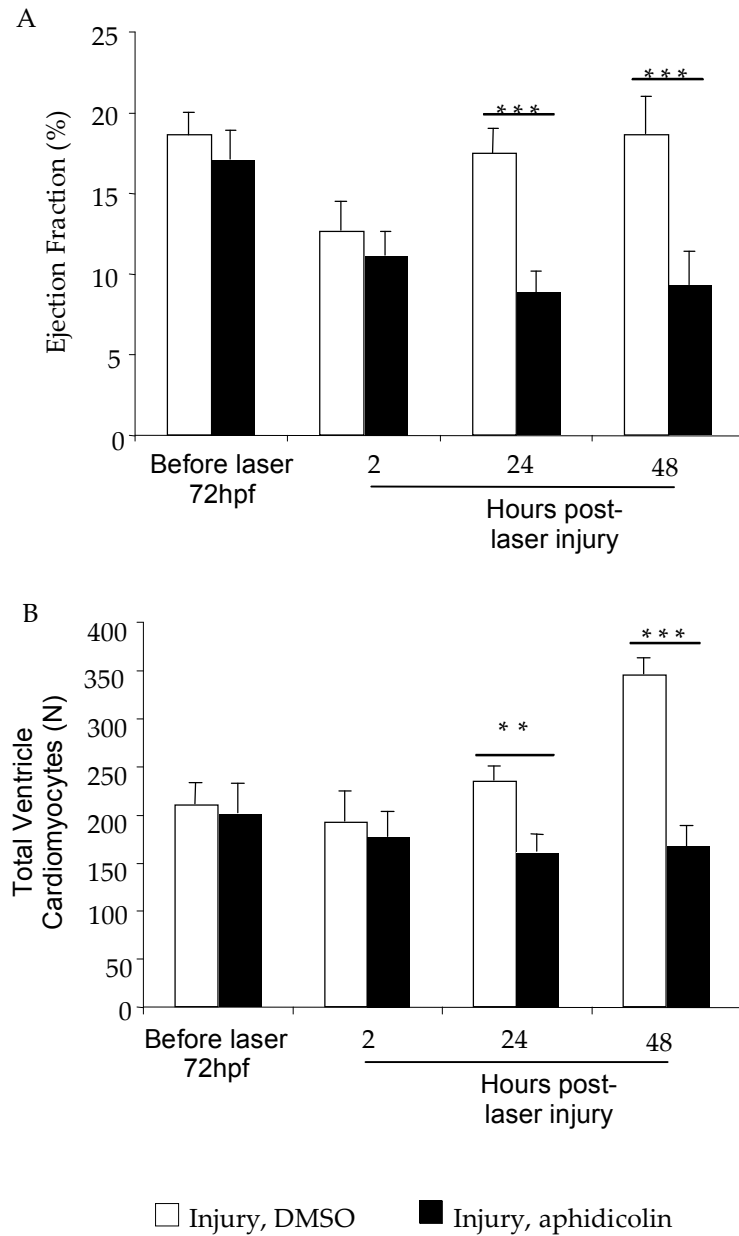 A
25
20
15
10
5
0
Ejection Fraction (%)
***
***
Before laser
72hpf
2
24
48
Hours post-
laser injury
B
400
350
250
200
150
100
50
0
Total Ventricle
Cardiomyocytes (N)
**
***
Before laser
72hpf
2
24
48
Hours post-
laser injury
Injury, DMSO
Injury, aphidicolin